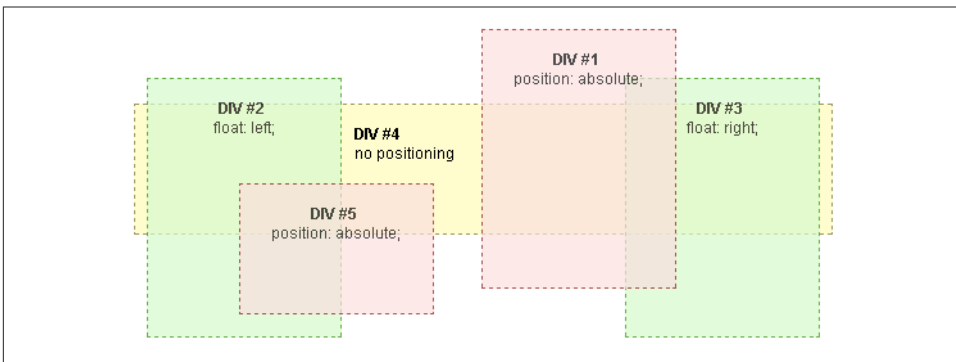 DIV #1
position: absolute;
DIV #2
float: left;
DIV #3
float: right;
DIV #4
no positioning
DIV #5
position: absolute;